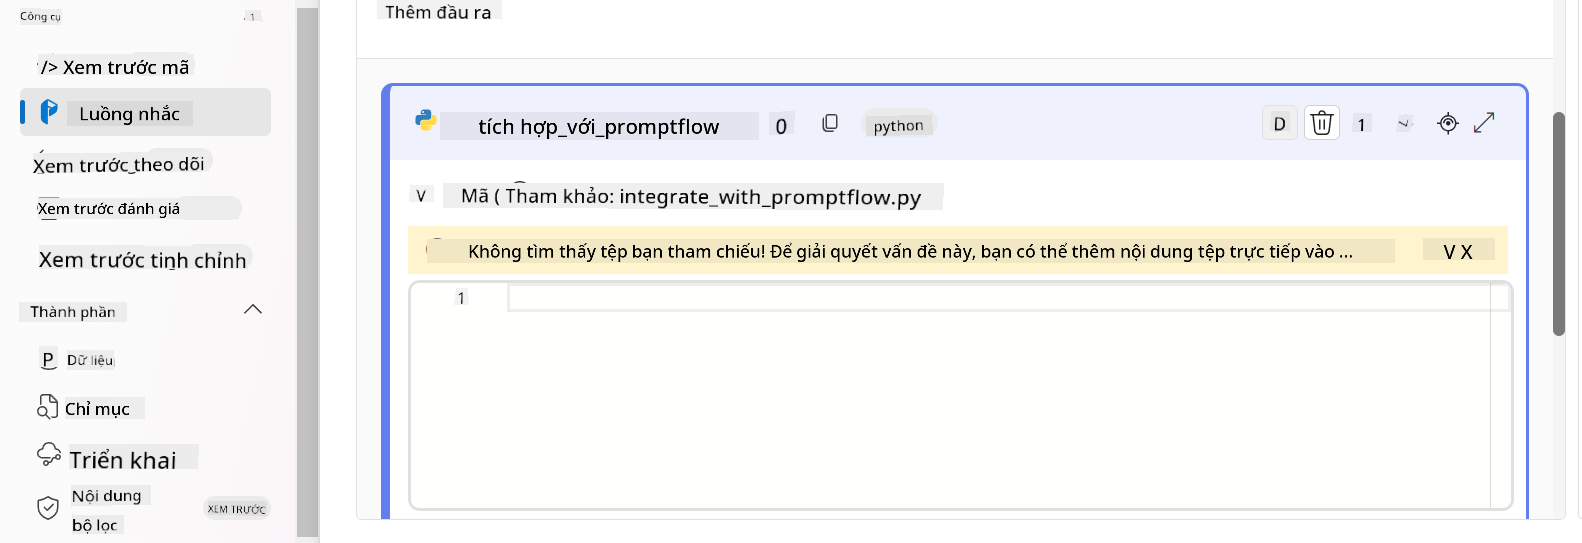 Công cụ
/> Xem trước mã
Luồng nhắc
Xem trước_theo dõi
Xem trước đánh giá
Xem trước tinh chỉnh
Thành phần
P Dữ liệu
Chỉ mục
Triển khai
Nội dung
bộ lọc
XEM TRƯỚC
Thêm đầu ra
tích hợp_với_promptflow 0 python D 1
V Mã ( Tham khảo: integrate_with_promptflow.py
Không tìm thấy tệp bạn tham chiếu! Để giải quyết vấn đề này, bạn có thể thêm nội dung tệp trực tiếp vào ... V X
1